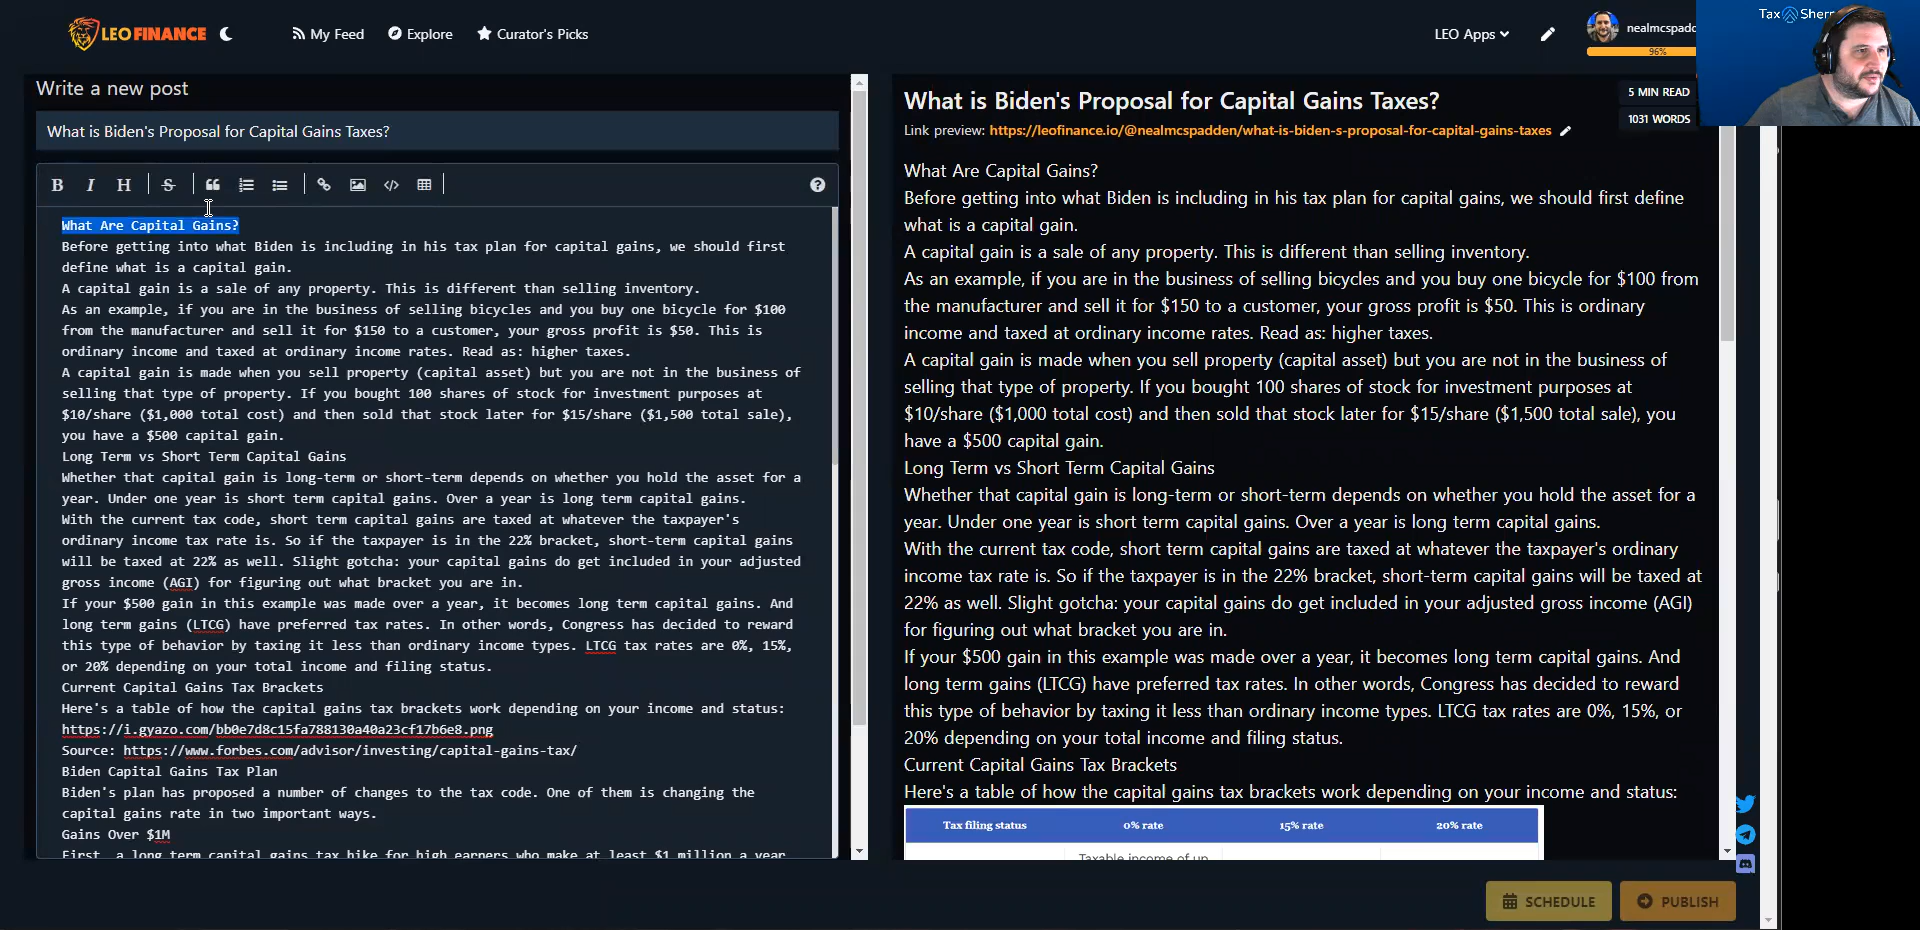 LEOFINANCE
My Feed
Explore
Curator's Picks
LEO Apps
nealmcspadd
96%
Tax Sher
Write a new post
What is Biden's Proposal for Capital Gains Taxes?
B I H S
What Are Capital Gains?
Before getting into what Biden is including in his tax plan for capital gains, we should first
define what is a capital gain.
A capital gain is a sale of any property. This is different than selling inventory.
As an example, if you are in the business of selling bicycles and you buy one bicycle for $100
from the manufacturer and sell it for $150 to a customer, your gross profit is $50. This is
ordinary income and taxed at ordinary income rates. Read as: higher taxes.
A capital gain is made when you sell property (capital asset) but you are not in the business of
selling that type of property. If you bought 100 shares of stock for investment purposes at
$10/share ($1,000 total cost) and then sold that stock later for $15/share ($1,500 total sale),
you have a $500 capital gain.
Long Term vs Short Term Capital Gains
Whether that capital gain is long-term or short-term depends on whether you hold the asset for a
year. Under one year is short term capital gains. Over a year is long term capital gains.
With the current tax code, short term capital gains are taxed at whatever the taxpayer's
ordinary income tax rate is. So if the taxpayer is in the 22% bracket, short-term capital gains
will be taxed at 22% as well. Slight gotcha: your capital gains do get included in your adjusted
gross income (AGI) for figuring out what bracket you are in.
If your $500 gain in this example was made over a year, it becomes long term capital gains. And
long term gains (LTCG) have preferred tax rates. In other words, Congress has decided to reward
this type of behavior by taxing it less than ordinary income types. LTCG tax rates are 0%, 15%,
or 20% depending on your total income and filing status.
Current Capital Gains Tax Brackets
Here's a table of how the capital gains tax brackets work depending on your income and status:
https://i.gyazo.com/bb0e7d8c15fa788130a40a23cf17b6e8.png
Source: https://www.forbes.com/advisor/investing/capital-gains-tax/
Biden Capital Gains Tax Plan
Biden's plan has proposed a number of changes to the tax code. One of them is changing the
capital gains rate in two important ways.
Gains Over $1M
First, a long term capital gains tax hike for high earners who make at least $1 million a year
What is Biden's Proposal for Capital Gains Taxes?
5 MIN READ
Link preview: https://leofinance.io/@nealmcspadden/what-is-biden-s-proposal-for-capital-gains-taxes
1031 WORDS
What Are Capital Gains?
Before getting into what Biden is including in his tax plan for capital gains, we should first define
what is a capital gain.
A capital gain is a sale of any property. This is different than selling inventory.
As an example, if you are in the business of selling bicycles and you buy one bicycle for $100 from
the manufacturer and sell it for $150 to a customer, your gross profit is $50. This is ordinary
income and taxed at ordinary income rates. Read as: higher taxes.
A capital gain is made when you sell property (capital asset) but you are not in the business of
selling that type of property. If you bought 100 shares of stock for investment purposes at
$10/share ($1,000 total cost) and then sold that stock later for $15/share ($1,500 total sale), you
have a $500 capital gain.
Long Term vs Short Term Capital Gains
Whether that capital gain is long-term or short-term depends on whether you hold the asset for a
year. Under one year is short term capital gains. Over a year is long term capital gains.
With the current tax code, short term capital gains are taxed at whatever the taxpayer's ordinary
income tax rate is. So if the taxpayer is in the 22% bracket, short-term capital gains will be taxed at
22% as well. Slight gotcha: your capital gains do get included in your adjusted gross income (AGI)
for figuring out what bracket you are in.
If your $500 gain in this example was made over a year, it becomes long term capital gains. And
long term gains (LTCG) have preferred tax rates. In other words, Congress has decided to reward
this type of behavior by taxing it less than ordinary income types. LTCG tax rates are 0%, 15%, or
20% depending on your total income and filing status.
Current Capital Gains Tax Brackets
Here's a table of how the capital gains tax brackets work depending on your income and status:
Tax filing status 0% rate 15% rate 20% rate
Taxable income of up
SCHEDULE
PUBLISH